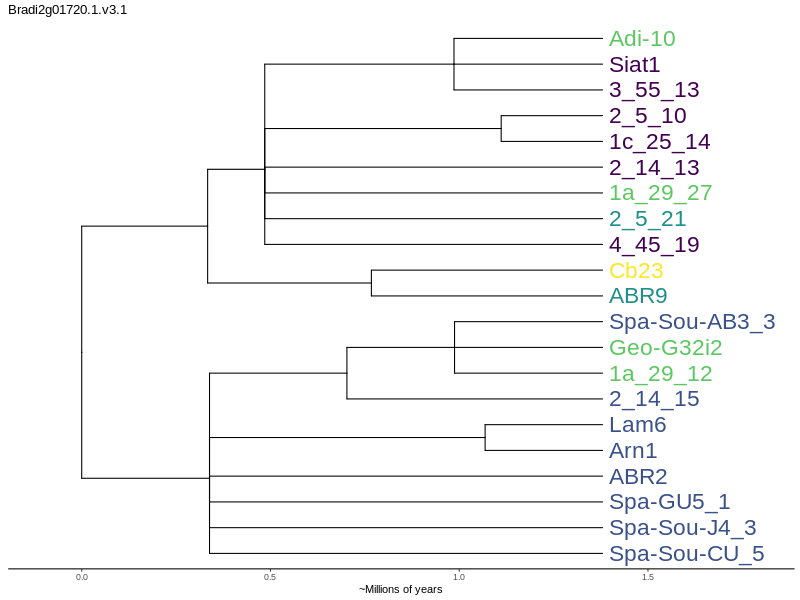 Bradi2g01720.1.v3.1
Adi-10
Siat1
3_55_13
2_5_10
1c_25_14
2_14_13
1a_29_27
2_5_21
4_45_19
Cb23
ABR9
Spa-Sou-AB3_3
Geo-G32i2
1a_29_12
2_14_15
Lam6
Arn1
ABR2
Spa-GU5_1
Spa-Sou-J4_3
Spa-Sou-CU_5
0.0 0.5 1.0 1.5
~Millions of years